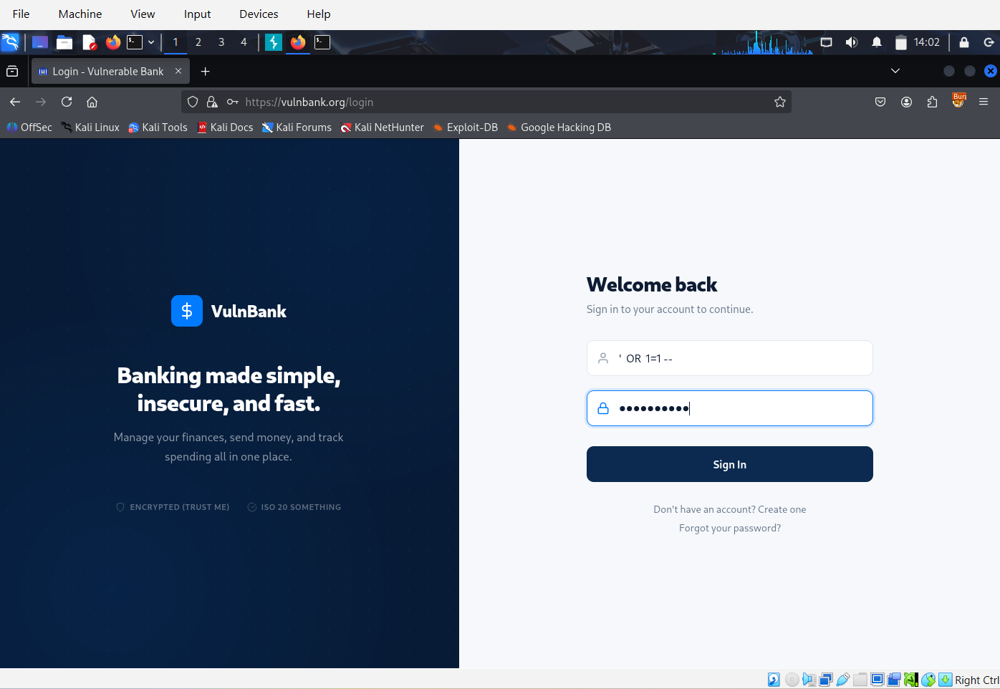 File Machine View Input Devices Help
1 2 3 4 14:02
Login - Vulnerable Bank
https://vulnbank.org/login
Burp
OffSec Kali Linux Kali Tools Kali Docs Kali Forums Kali NetHunter Exploit-DB Google Hacking DB
VulnBank
Banking made simple,
insecure, and fast.
Manage your finances, send money, and track
spending all in one place.
ENCRYPTED (TRUST ME) ISO 20 SOMETHING
Welcome back
Sign in to your account to continue.
' OR 1=1 --
••••••••••
Sign In
Don't have an account? Create one
Forgot your password?
Right Ctrl